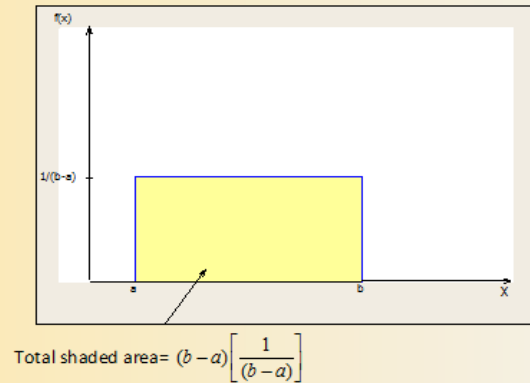 f(x)
1/(b-a)
a b
X
Total shaded area= (b − a)[1/(b − a)]